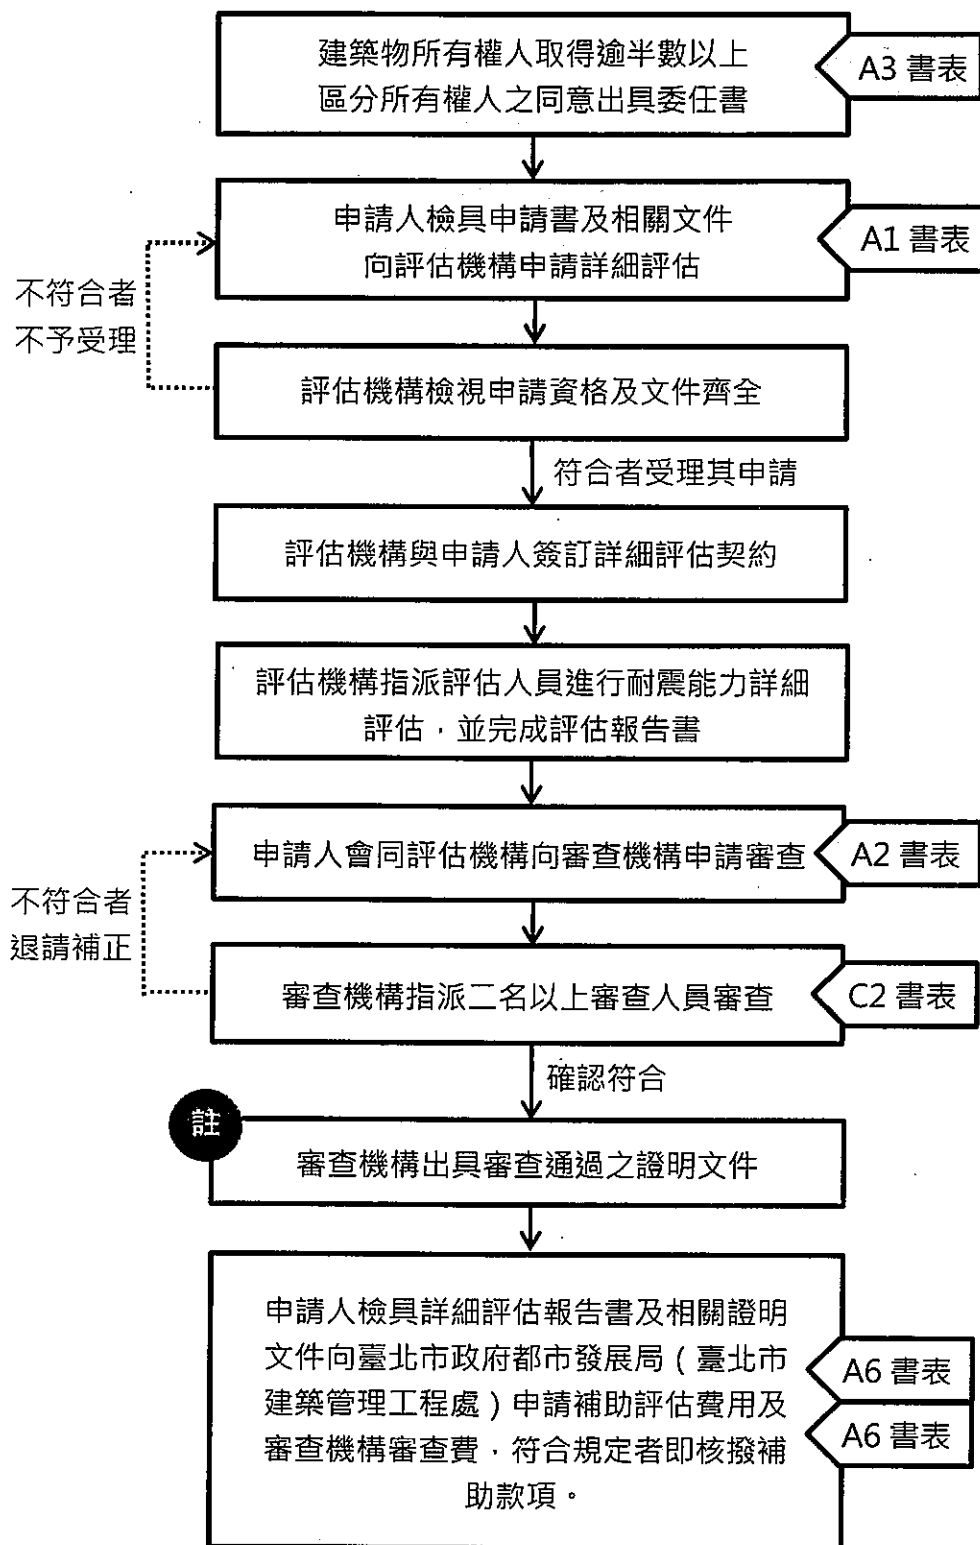 建築物所有權人取得逾半數以上
區分所有權人之同意出具委任書
A3 書表
申請人檢具申請書及相關文件
向評估機構申請詳細評估
A1 書表
不符合者
不予受理
評估機構檢視申請資格及文件齊全
符合者受理其申請
評估機構與申請人簽訂詳細評估契約
評估機構指派評估人員進行耐震能力詳細
評估，並完成評估報告書
申請人會同評估機構向審查機構申請審查
A2 書表
不符合者
退請補正
審查機構指派二名以上審查人員審查
C2 書表
確認符合
註
審查機構出具審查通過之證明文件
申請人檢具詳細評估報告書及相關證明
文件向臺北市政府都市發展局（臺北市
建築管理工程處）申請補助評估費用及
審查機構審查費，符合規定者即核撥補
助款項。
A6 書表
A6 書表